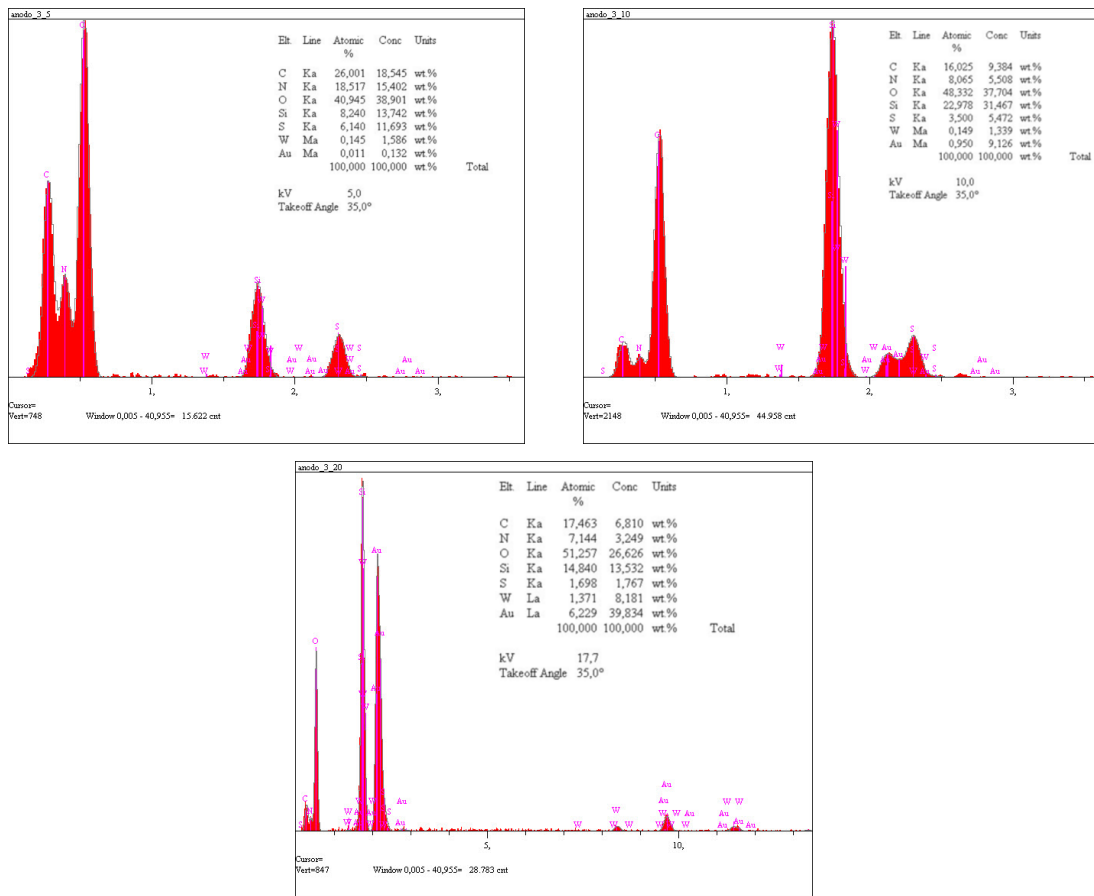 anodo_3_5
Elt. Line Atomic Conc Units
%
C Ka 26,001 18,545 wt.%
N Ka 18,517 15,402 wt.%
O Ka 40,945 38,901 wt.%
Si Ka 8,240 13,742 wt.%
S Ka 6,140 11,693 wt.%
W Ma 0,145 1,586 wt.%
Au Ma 0,011 0,132 wt.%
100,000 100,000 wt.% Total
kV 5,0
Takeoff Angle 35,0°
O
C
N
Si
S
W
Au
1, 2, 3,
Cursor=
Vert=748 Window 0,005 - 40,955= 15.622 cnt
anodo_3_10
Elt. Line Atomic Conc Units
%
C Ka 16,025 9,384 wt.%
N Ka 8,065 5,508 wt.%
O Ka 48,332 37,704 wt.%
Si Ka 22,978 31,467 wt.%
S Ka 3,500 5,472 wt.%
W Ma 0,149 1,339 wt.%
Au Ma 0,950 9,126 wt.%
100,000 100,000 wt.% Total
kV 10,0
Takeoff Angle 35,0°
Si
O
C
N
S
W
Au
1, 2, 3,
Cursor=
Vert=2148 Window 0,005 - 40,955= 44.958 cnt
anodo_3_20
Elt. Line Atomic Conc Units
%
C Ka 17,463 6,810 wt.%
N Ka 7,144 3,249 wt.%
O Ka 51,257 26,626 wt.%
Si Ka 14,840 13,532 wt.%
S Ka 1,698 1,767 wt.%
W La 1,371 8,181 wt.%
Au La 6,229 39,834 wt.%
100,000 100,000 wt.% Total
kV 17,7
Takeoff Angle 35,0°
Si
Au
O
C
N
S
W
5, 10,
Cursor=
Vert=847 Window 0,005 - 40,955= 28.783 cnt